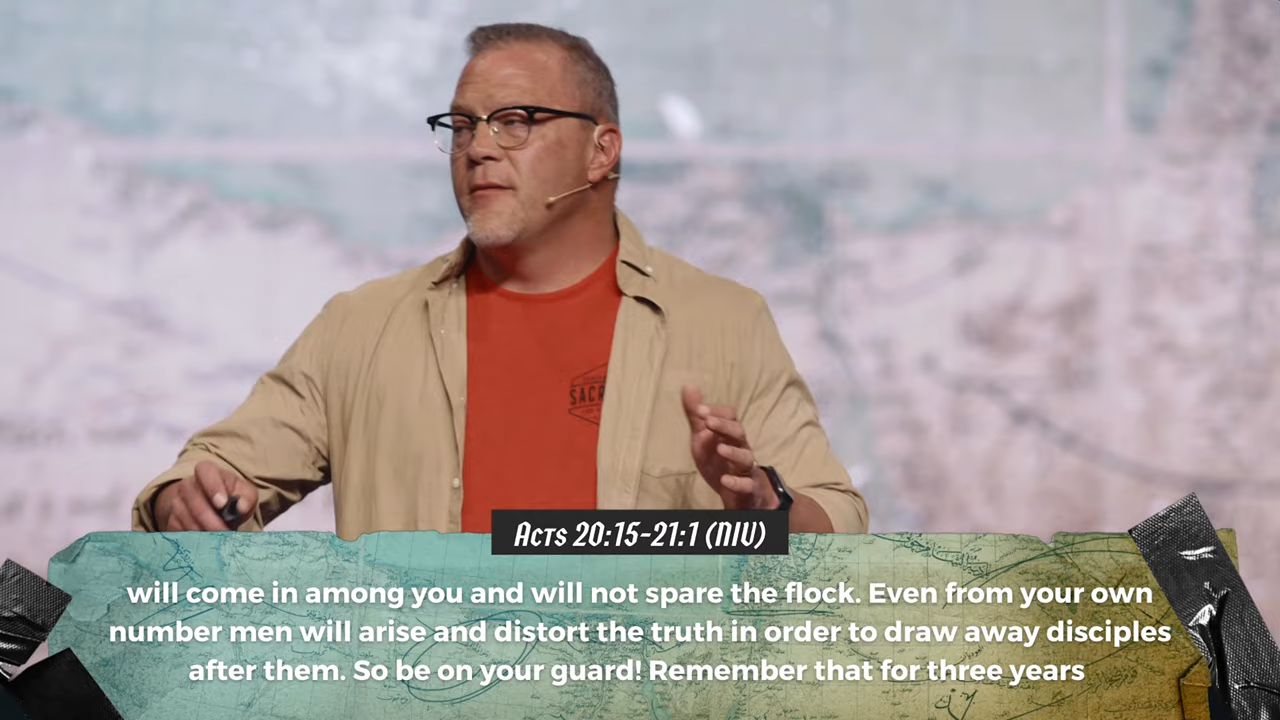 SACR
Acts 20:15-21:1 (NIV)
will come in among you and will not spare the flock. Even from your own
number men will arise and distort the truth in order to draw away disciples
after them. So be on your guard! Remember that for three years